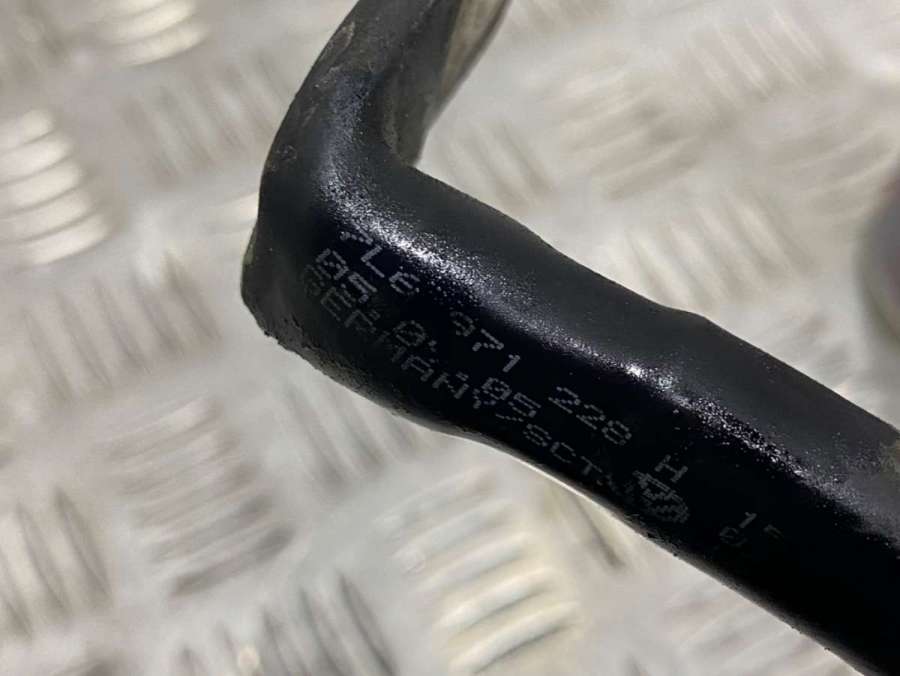 7L6 971 228 H
05.04.05
GERMANY/SCT